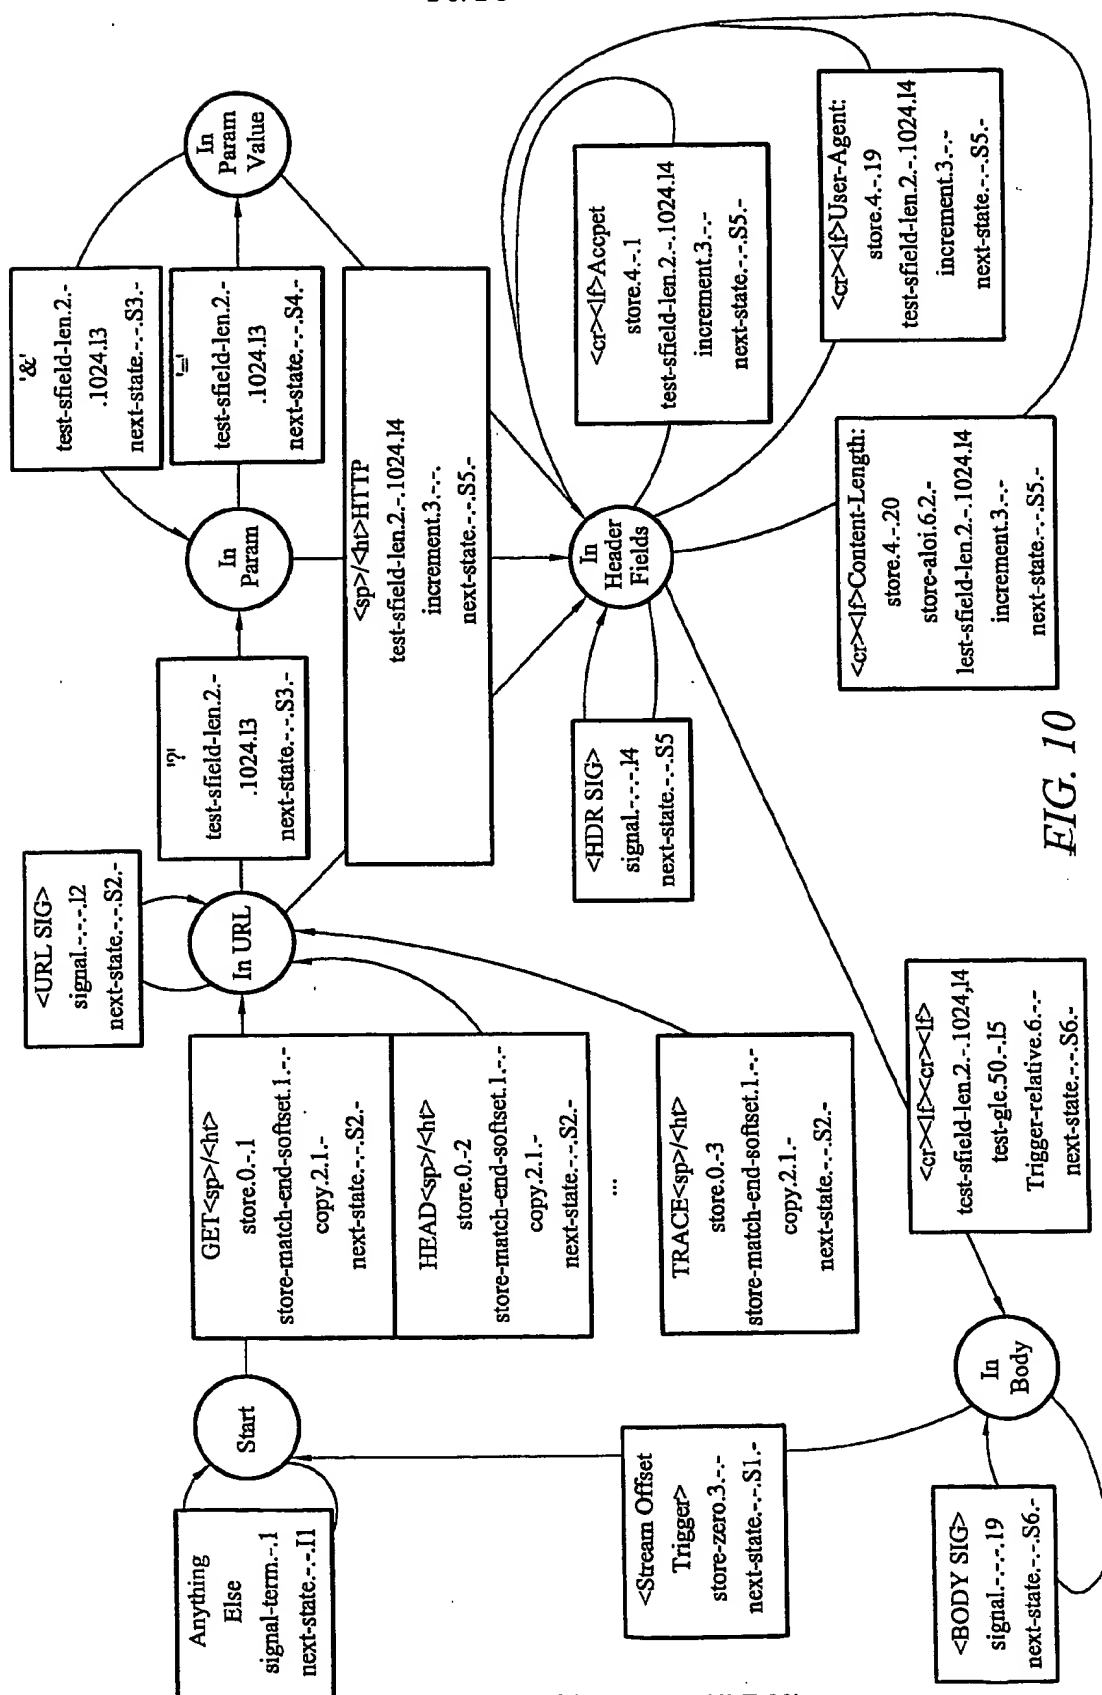 Anything
Else
signal-term.-.1
next-state.-.-.I1
Start
GET<sp>/<ht>
store.0.-.1
store-match-end-softset.1.-.-
copy.2.1.-
next-state.-.-.S2.-
HEAD<sp>/<ht>
store.0.-2
store-match-end-softset.1.-.-
copy.2.1.-
next-state.-.-.S2.-
...
TRACE<sp>/<ht>
store.0.-3
store-match-end-softset.1.-.-
copy.2.1.-
next-state.-.-.S2.-
<URL SIG>
signal.-.-.-.12
next-state.-.-.S2.-
In URL
'?'
test-sfield-len.2.-
.1024.13
next-state.-.-.S3.-
In
Param
'&'
test-sfield-len.2.-
.1024.13
next-state.-.-.S3.-
'='
test-sfield-len.2.-
.1024.13
next-state.-.-.S4.-
In
Param
Value
<sp>/<ht>HTTP
test-sfield-len.2.-.1024.14
increment.3.-.-.
next-state.-.-.S5.-
<HDR SIG>
signal.-.-.-.14
next-state.-.-.S5
In
Header
Fields
<cr><lf>Accpet
store.4.-.1
test-sfield-len.2.-.1024.14
increment.3.-.-
next-state.-.-.S5.-
<cr><lf>User-Agent:
store.4.-.19
test-sfield-len.2.-.1024.14
increment.3.-.-
next-state.-.-.S5.-
<cr><lf>Content-Length:
store.4.-.20
store-aloi.6.2.-
lest-sfield-len.2.-.1024.14
increment.3.-.-
next-state.-.-.S5.-
<Stream Offset
Trigger>
store-zero.3.-.-
next-state.-.-.S1.-
<BODY SIG>
signal.-.-.-.19
next-state.-.-.S6.-
In
Body
<cr><lf><cr><lf>
test-sfield-len.2.-.1024,14
test-gle.50.-.15
Trigger-relative.6.-.-
next-state.-.-.S6.-
FIG. 10